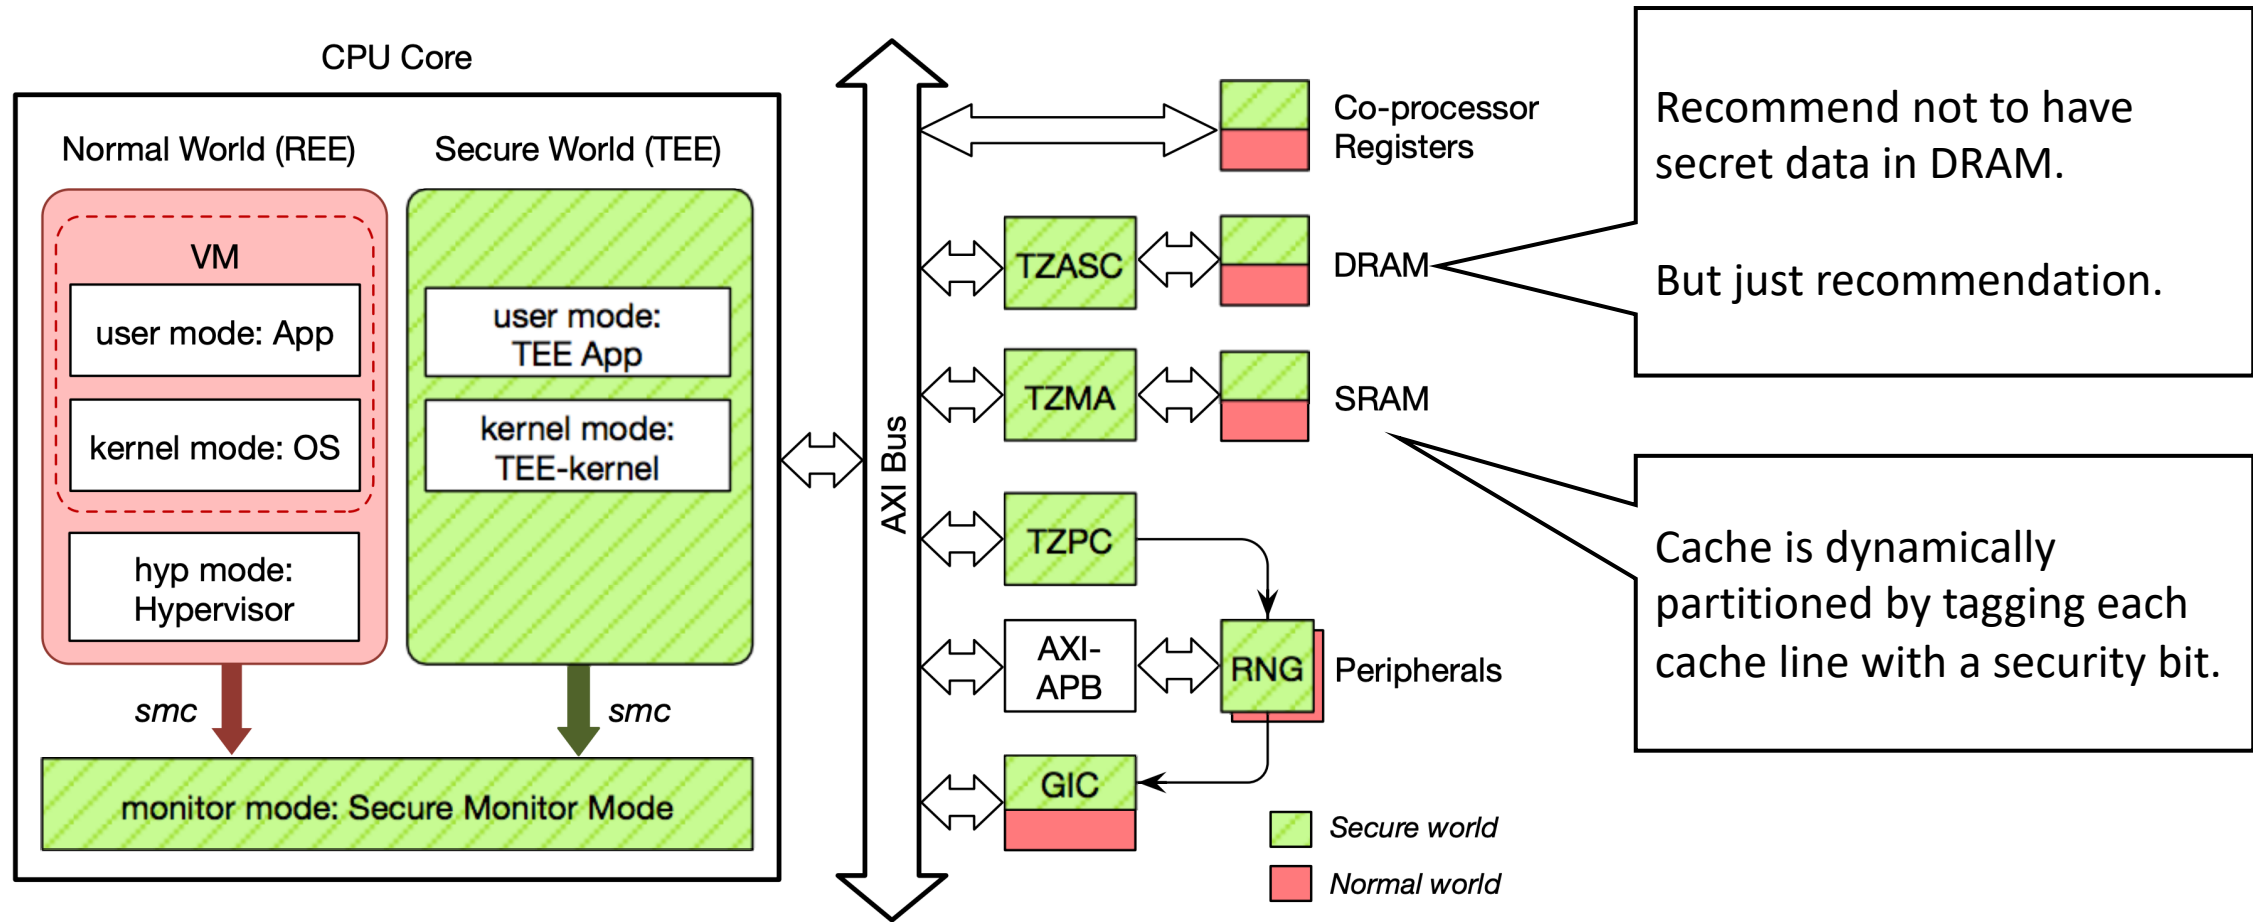 CPU Core
Normal World (REE)
Secure World (TEE)
VM
user mode: App
kernel mode: OS
hyp mode:
Hypervisor
user mode:
TEE App
kernel mode:
TEE-kernel
smc
smc
monitor mode: Secure Monitor Mode
AXI Bus
Co-processor
Registers
TZASC
DRAM
TZMA
SRAM
TZPC
AXI-
APB
RNG
Peripherals
GIC
Secure world
Normal world
Recommend not to have
secret data in DRAM.
But just recommendation.
Cache is dynamically
partitioned by tagging each
cache line with a security bit.